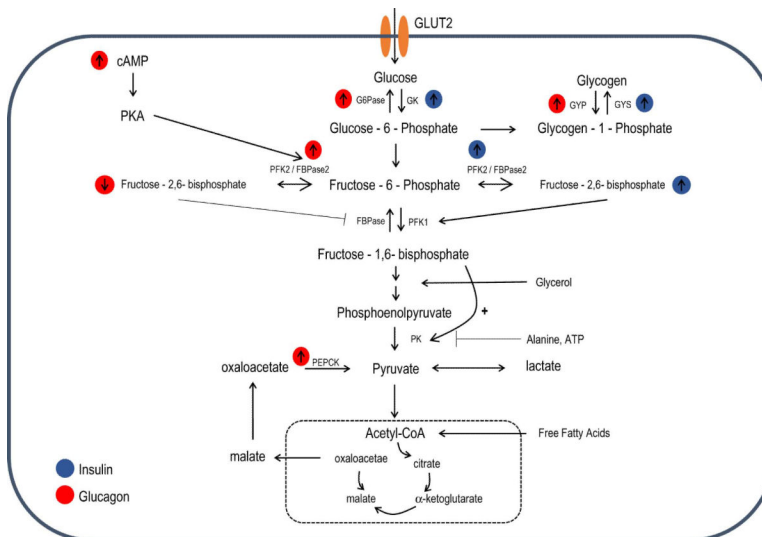 GLUT2
cAMP
Glucose
Glycogen
G6Pase
GK
GYP
GYS
PKA
Glucose - 6 - Phosphate
Glycogen - 1 - Phosphate
PFK2 / FBPase2
PFK2 / FBPase2
Fructose - 2,6- bisphosphate
Fructose - 6 - Phosphate
Fructose - 2,6- bisphosphate
FBPase
PFK1
Fructose - 1,6- bisphosphate
Glycerol
Phosphoenolpyruvate
+
PK
Alanine, ATP
oxaloacetate
PEPCK
Pyruvate
lactate
Acetyl-CoA
Free Fatty Acids
malate
oxaloacetae
citrate
Insulin
malate
α-ketoglutarate
Glucagon